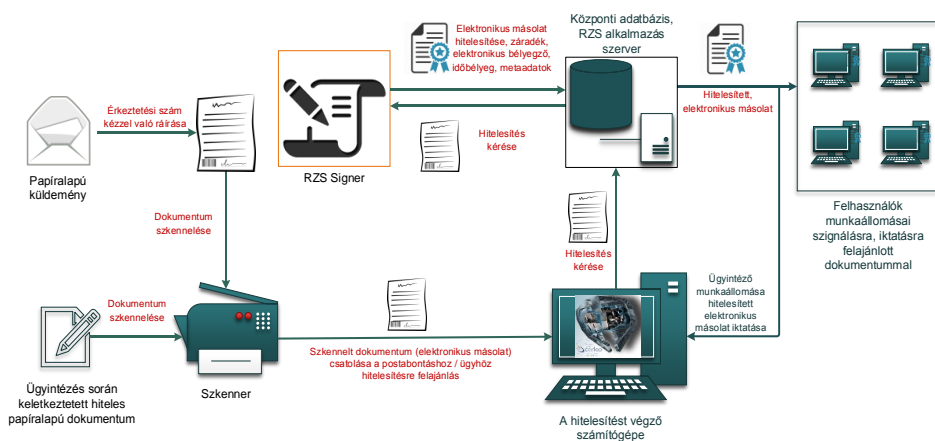 Papíralapú
küldemény
Érkeztetési szám
kézzel való ráírása
RZS Signer
Elektronikus másolat
hitelesítése, záradék,
elektronikus bélyegző,
időbélyeg, metaadatok
Hitelesítés
kérése
Központi adatbázis,
RZS alkalmazás
szerver
Hitelesített,
elektronikus másolat
Felhasználók
munkaállomásai
szignálásra, iktatásra
felajánlott
dokumentummal
Dokumentum
szkennelése
Hitelesítés
kérése
Ügyintéző
munkaállomása
hitelesített
elektronikus
másolat iktatása
Dokumentum
szkennelése
Ügyintézés során
keletkeztetett hiteles
papíralapú dokumentum
Szkenner
Szkennelt dokumentum (elektronikus másolat)
csatolása a postabontáshoz / ügyhöz
hitelesítésre felajánlás
A hitelesítést végző
számítógépe